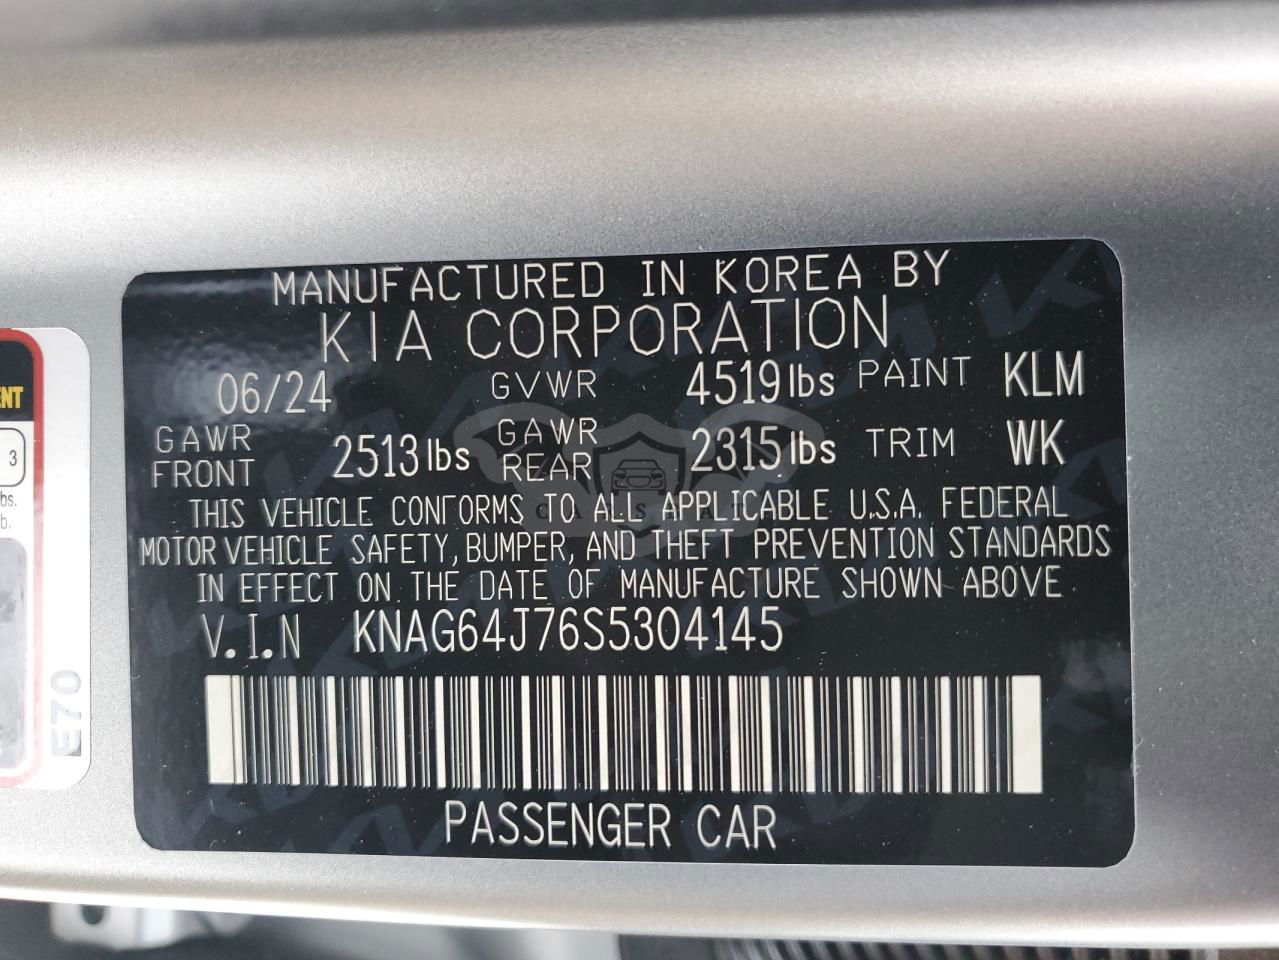 MANUFACTURED IN KOREA BY
KIA CORPORATION
06/24 GVWR 4519 lbs PAINT KLM
GAWR FRONT 2513 lbs GAWR REAR 2315 lbs TRIM WK
THIS VEHICLE CONFORMS TO ALL APPLICABLE U.S.A. FEDERAL
MOTOR VEHICLE SAFETY, BUMPER, AND THEFT PREVENTION STANDARDS
IN EFFECT ON THE DATE OF MANUFACTURE SHOWN ABOVE
V.I.N KNAG64J76S5304145
PASSENGER CAR
3
E70